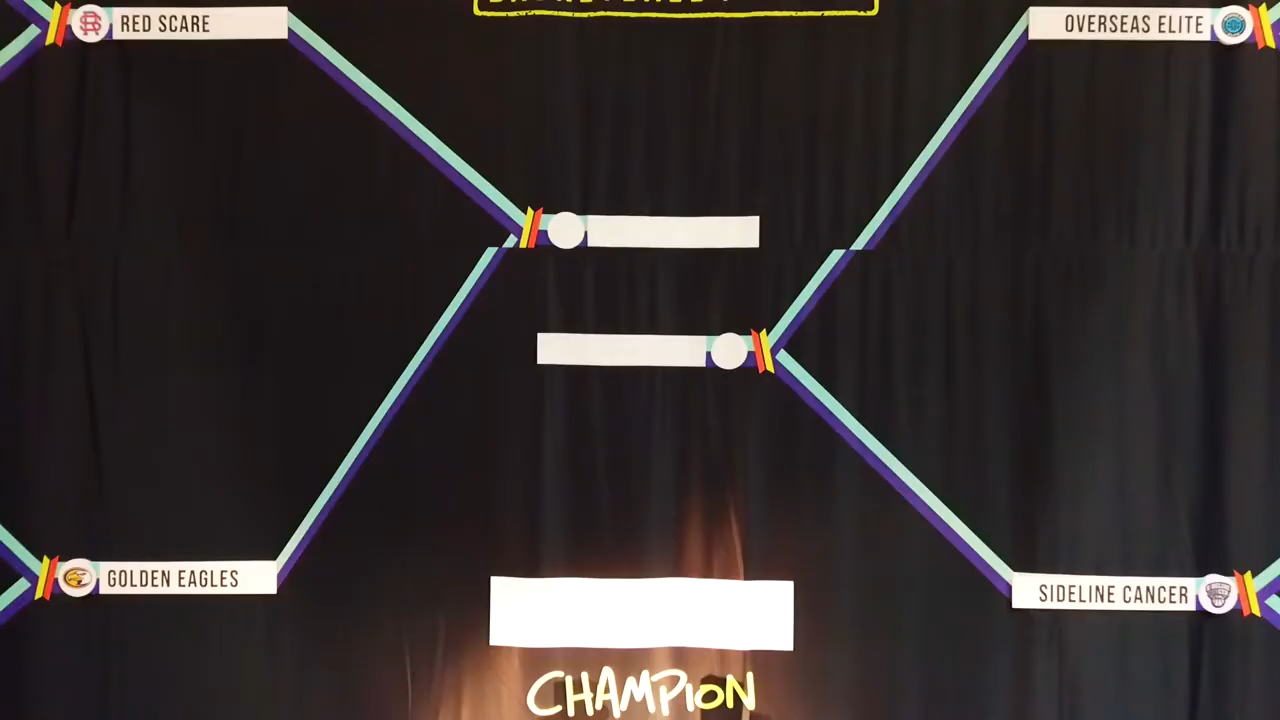 RED SCARE
OVERSEAS ELITE
GOLDEN EAGLES
SIDELINE CANCER
CHAMPION